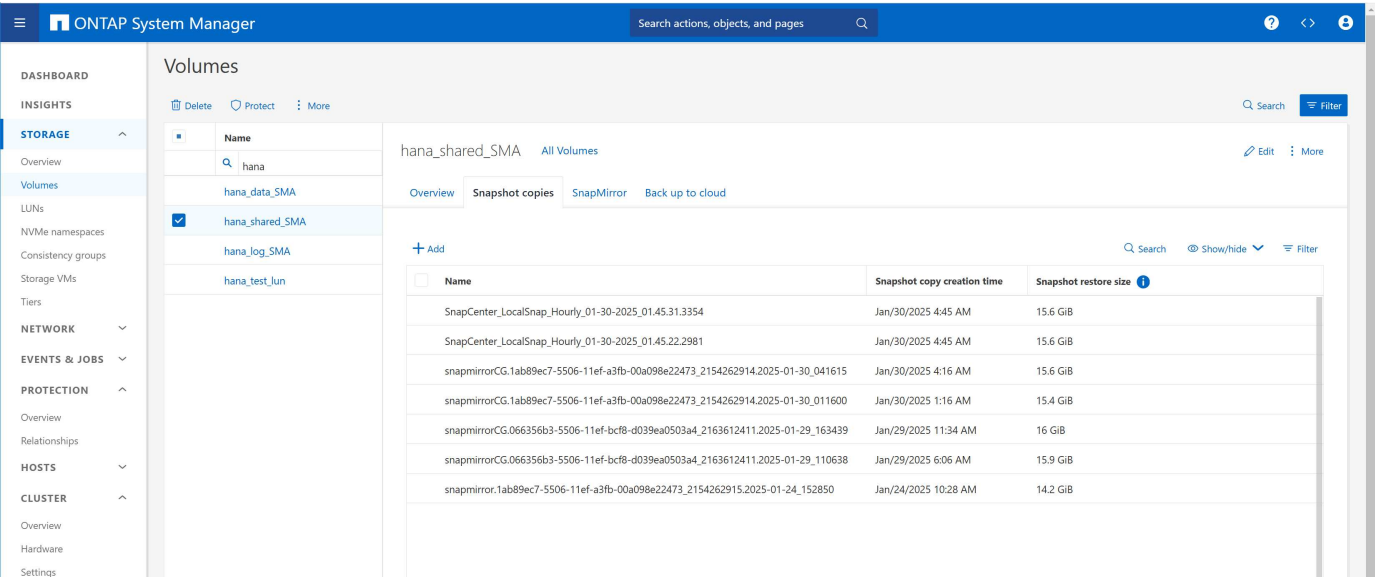 ONTAP System Manager
Search actions, objects, and pages
DASHBOARD
INSIGHTS
STORAGE
Overview
Volumes
LUNs
NVMe namespaces
Consistency groups
Storage VMs
Tiers
NETWORK
EVENTS & JOBS
PROTECTION
Overview
Relationships
HOSTS
CLUSTER
Overview
Hardware
Settings
Volumes
Delete Protect More
Search Filter
Name
hana
hana_data_SMA
hana_shared_SMA
hana_log_SMA
hana_test_lun
hana_shared_SMA All Volumes
Edit More
Overview Snapshot copies SnapMirror Back up to cloud
Add
Search Show/hide Filter
Name Snapshot copy creation time Snapshot restore size
SnapCenter_LocalSnap_Hourly_01-30-2025_01.45.31.3354 Jan/30/2025 4:45 AM 15.6 GiB
SnapCenter_LocalSnap_Hourly_01-30-2025_01.45.22.2981 Jan/30/2025 4:45 AM 15.6 GiB
snapmirrorCG.1ab89ec7-5506-11ef-a3fb-00a098e22473_2154262914.2025-01-30_041615 Jan/30/2025 4:16 AM 15.6 GiB
snapmirrorCG.1ab89ec7-5506-11ef-a3fb-00a098e22473_2154262914.2025-01-30_011600 Jan/30/2025 1:16 AM 15.4 GiB
snapmirrorCG.066356b3-5506-11ef-bcf8-d039ea0503a4_2163612411.2025-01-29_163439 Jan/29/2025 11:34 AM 16 GiB
snapmirrorCG.066356b3-5506-11ef-bcf8-d039ea0503a4_2163612411.2025-01-29_110638 Jan/29/2025 6:06 AM 15.9 GiB
snapmirror.1ab89ec7-5506-11ef-a3fb-00a098e22473_2154262915.2025-01-24_152850 Jan/24/2025 10:28 AM 14.2 GiB